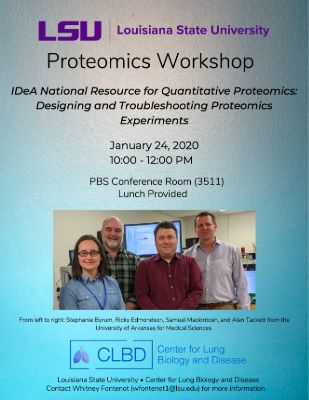 LSU | Louisiana State University
Proteomics Workshop
IDeA National Resource for Quantitative Proteomics:
Designing and Troubleshooting Proteomics
Experiments
January 24, 2020
10:00 - 12:00 PM
PBS Conference Room (3511)
Lunch Provided
From left to right: Stephanie Byrum, Ricky Edmondson, Samuel Mackintosh, and Alan Tackett from the
University of Arkansas for Medical Sciences
CLBD Center for Lung
Biology and Disease
Louisiana State University • Center for Lung Biology and Disease
Contact Whitney Fontenot (wfontenot1@lsu.edu) for more information